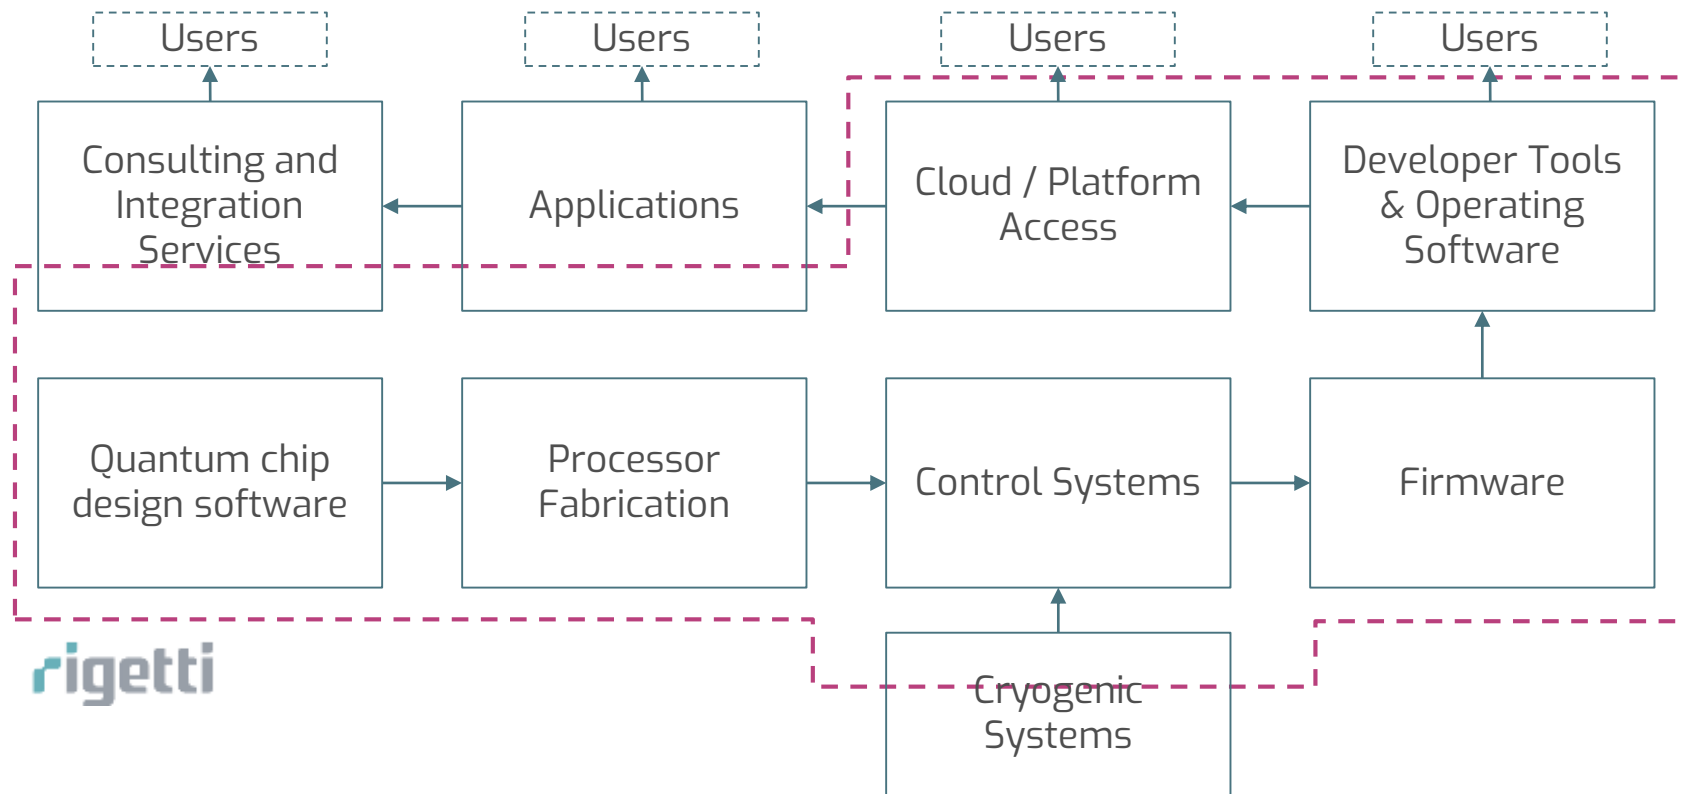 Users
Users
Users
Users
Consulting and
Integration
Services
Applications
Cloud / Platform
Access
Developer Tools
& Operating
Software
Quantum chip
design software
Processor
Fabrication
Control Systems
Firmware
rigetti
Cryogenic
Systems